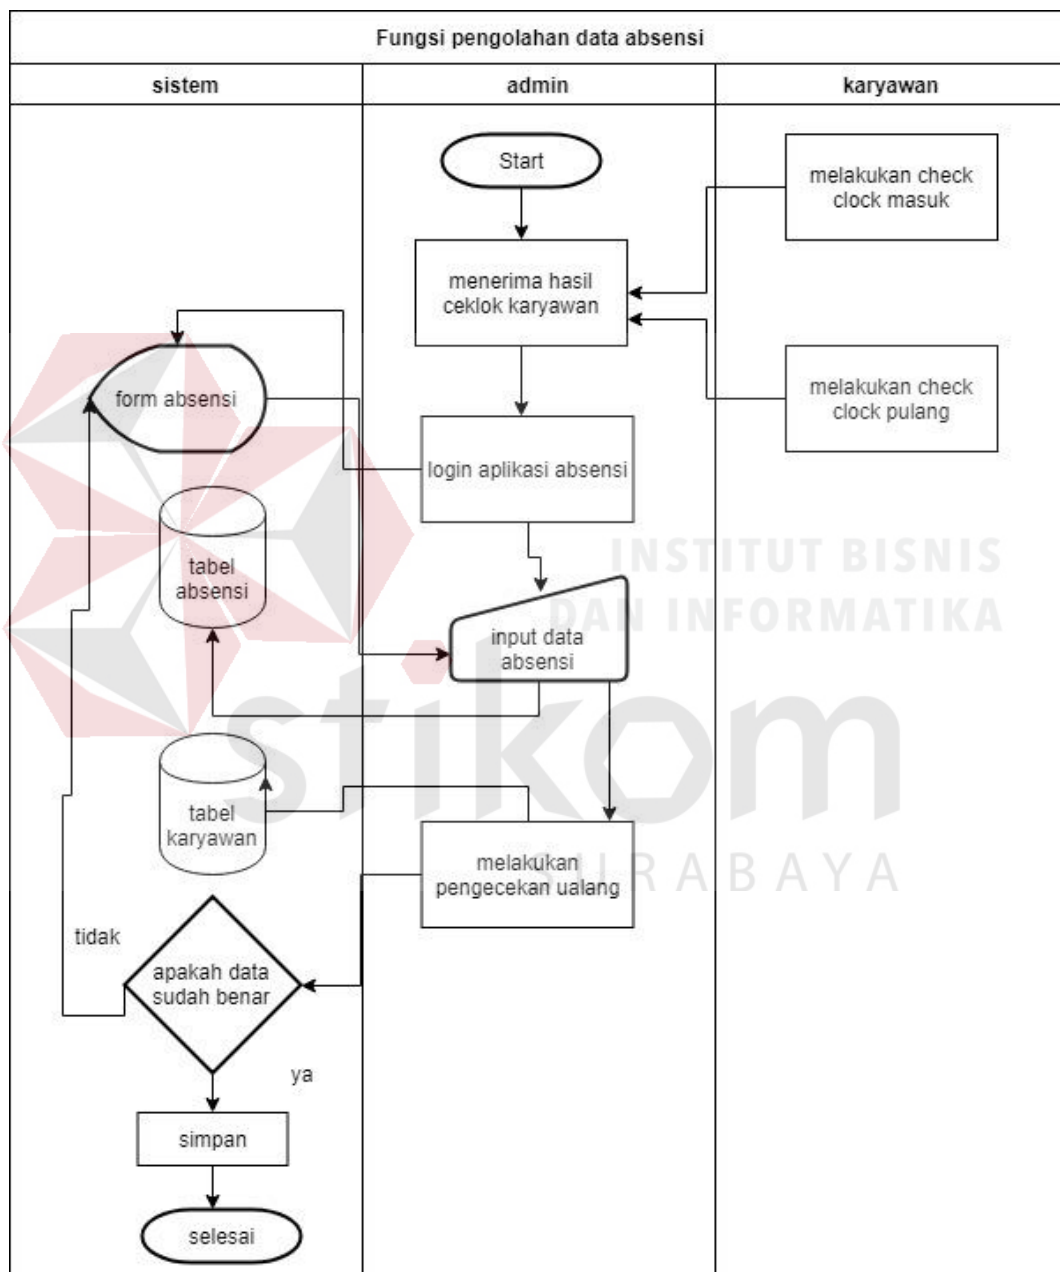 Fungsi pengolahan data absensi
sistem
admin
karyawan
Start
melakukan check
clock masuk
menerima hasil
ceklok karyawan
form absensi
melakukan check
clock pulang
login aplikasi absensi
tabel
absensi
INSTITUT BISNIS
DAN INFORMATIKA
input data
absensi
stikom
SURABAYA
tabel
karyawan
melakukan
pengecekan ualang
tidak
apakah data
sudah benar
ya
simpan
selesai